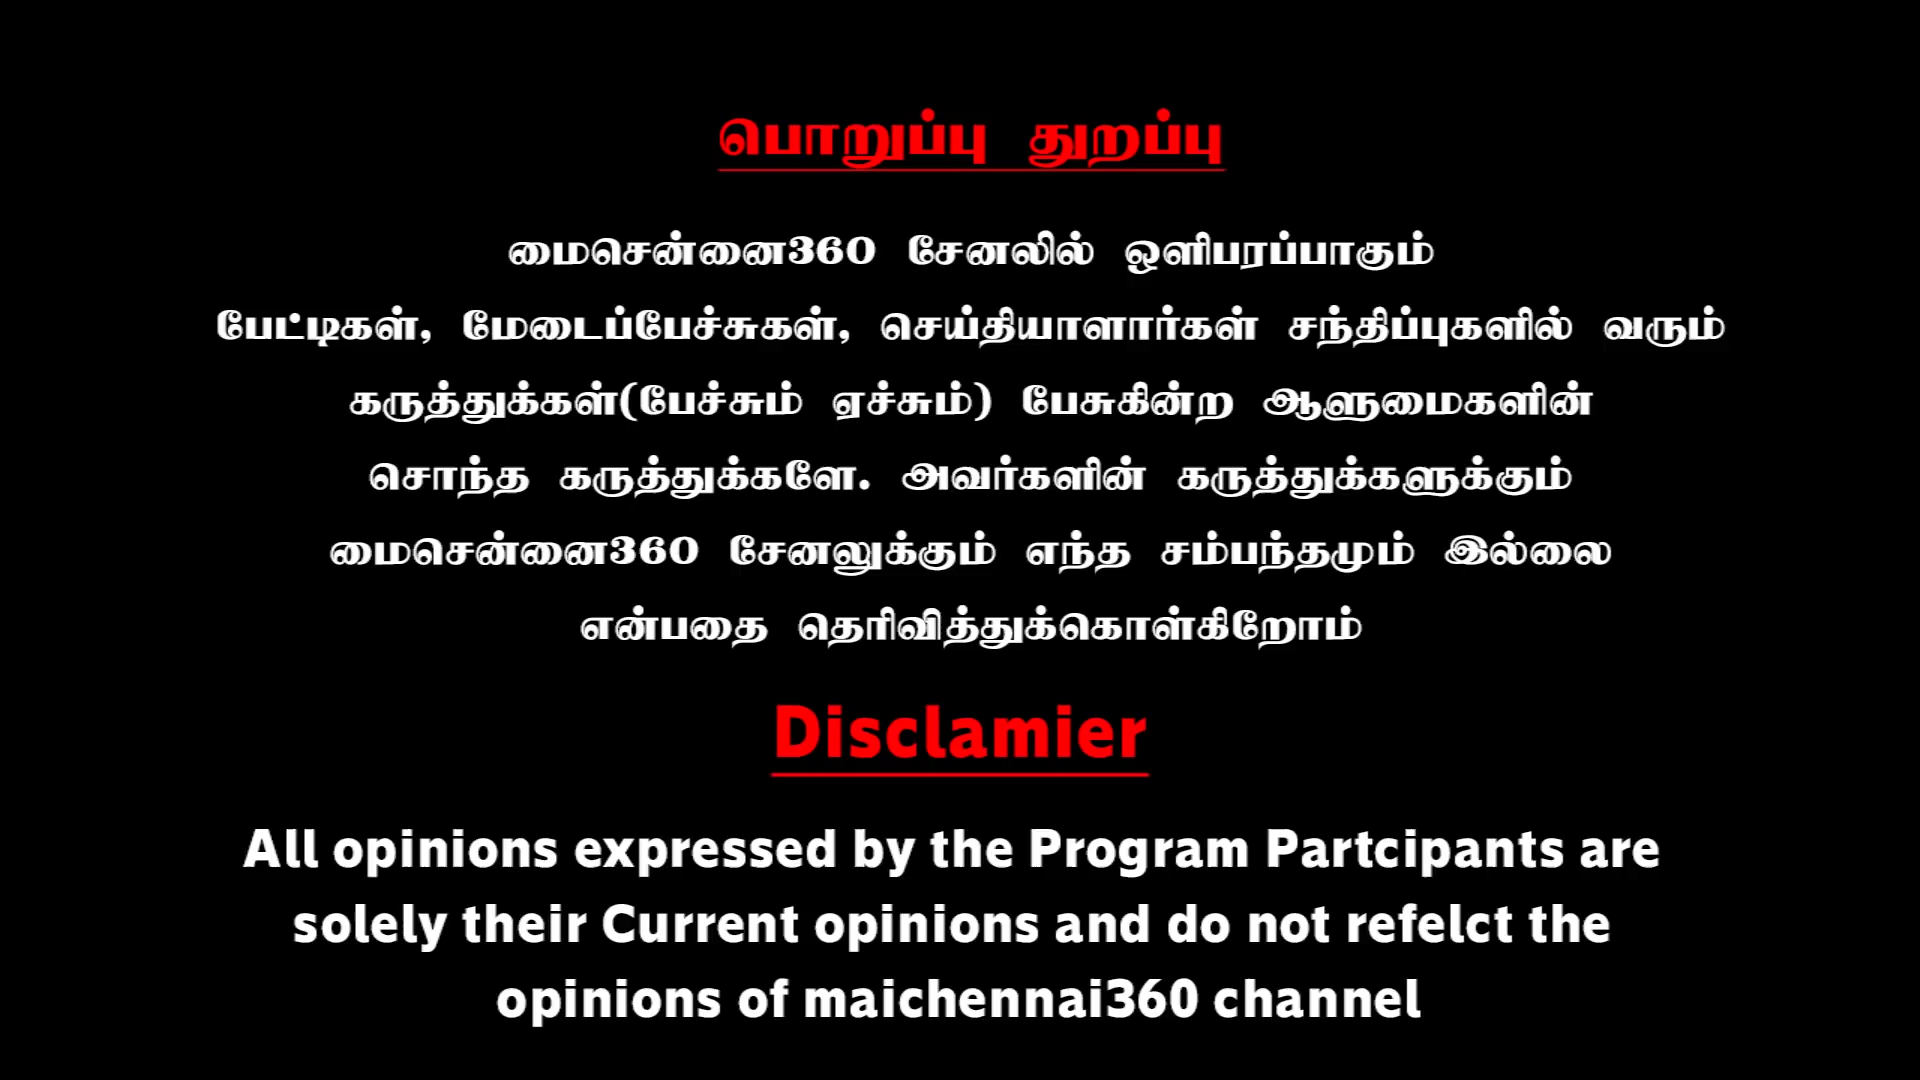 பொறுப்பு துறப்பு
மைசென்னை360 சேனலில் ஒளிபரப்பாகும்
பேட்டிகள், மேடைப்பேச்சுகள், செய்தியாளார்கள் சந்திப்புகளில் வரும்
கருத்துக்கள்(பேச்சும் ஏச்சும்) பேசுகின்ற ஆளுமைகளின்
சொந்த கருத்துக்களே. அவர்களின் கருத்துக்களுக்கும்
மைசென்னை360 சேனலுக்கும் எந்த சம்பந்தமும் இல்லை
என்பதை தெரிவித்துக்கொள்கிறோம்
Disclamier
All opinions expressed by the Program Partcipants are
solely their Current opinions and do not refelct the
opinions of maichennai360 channel